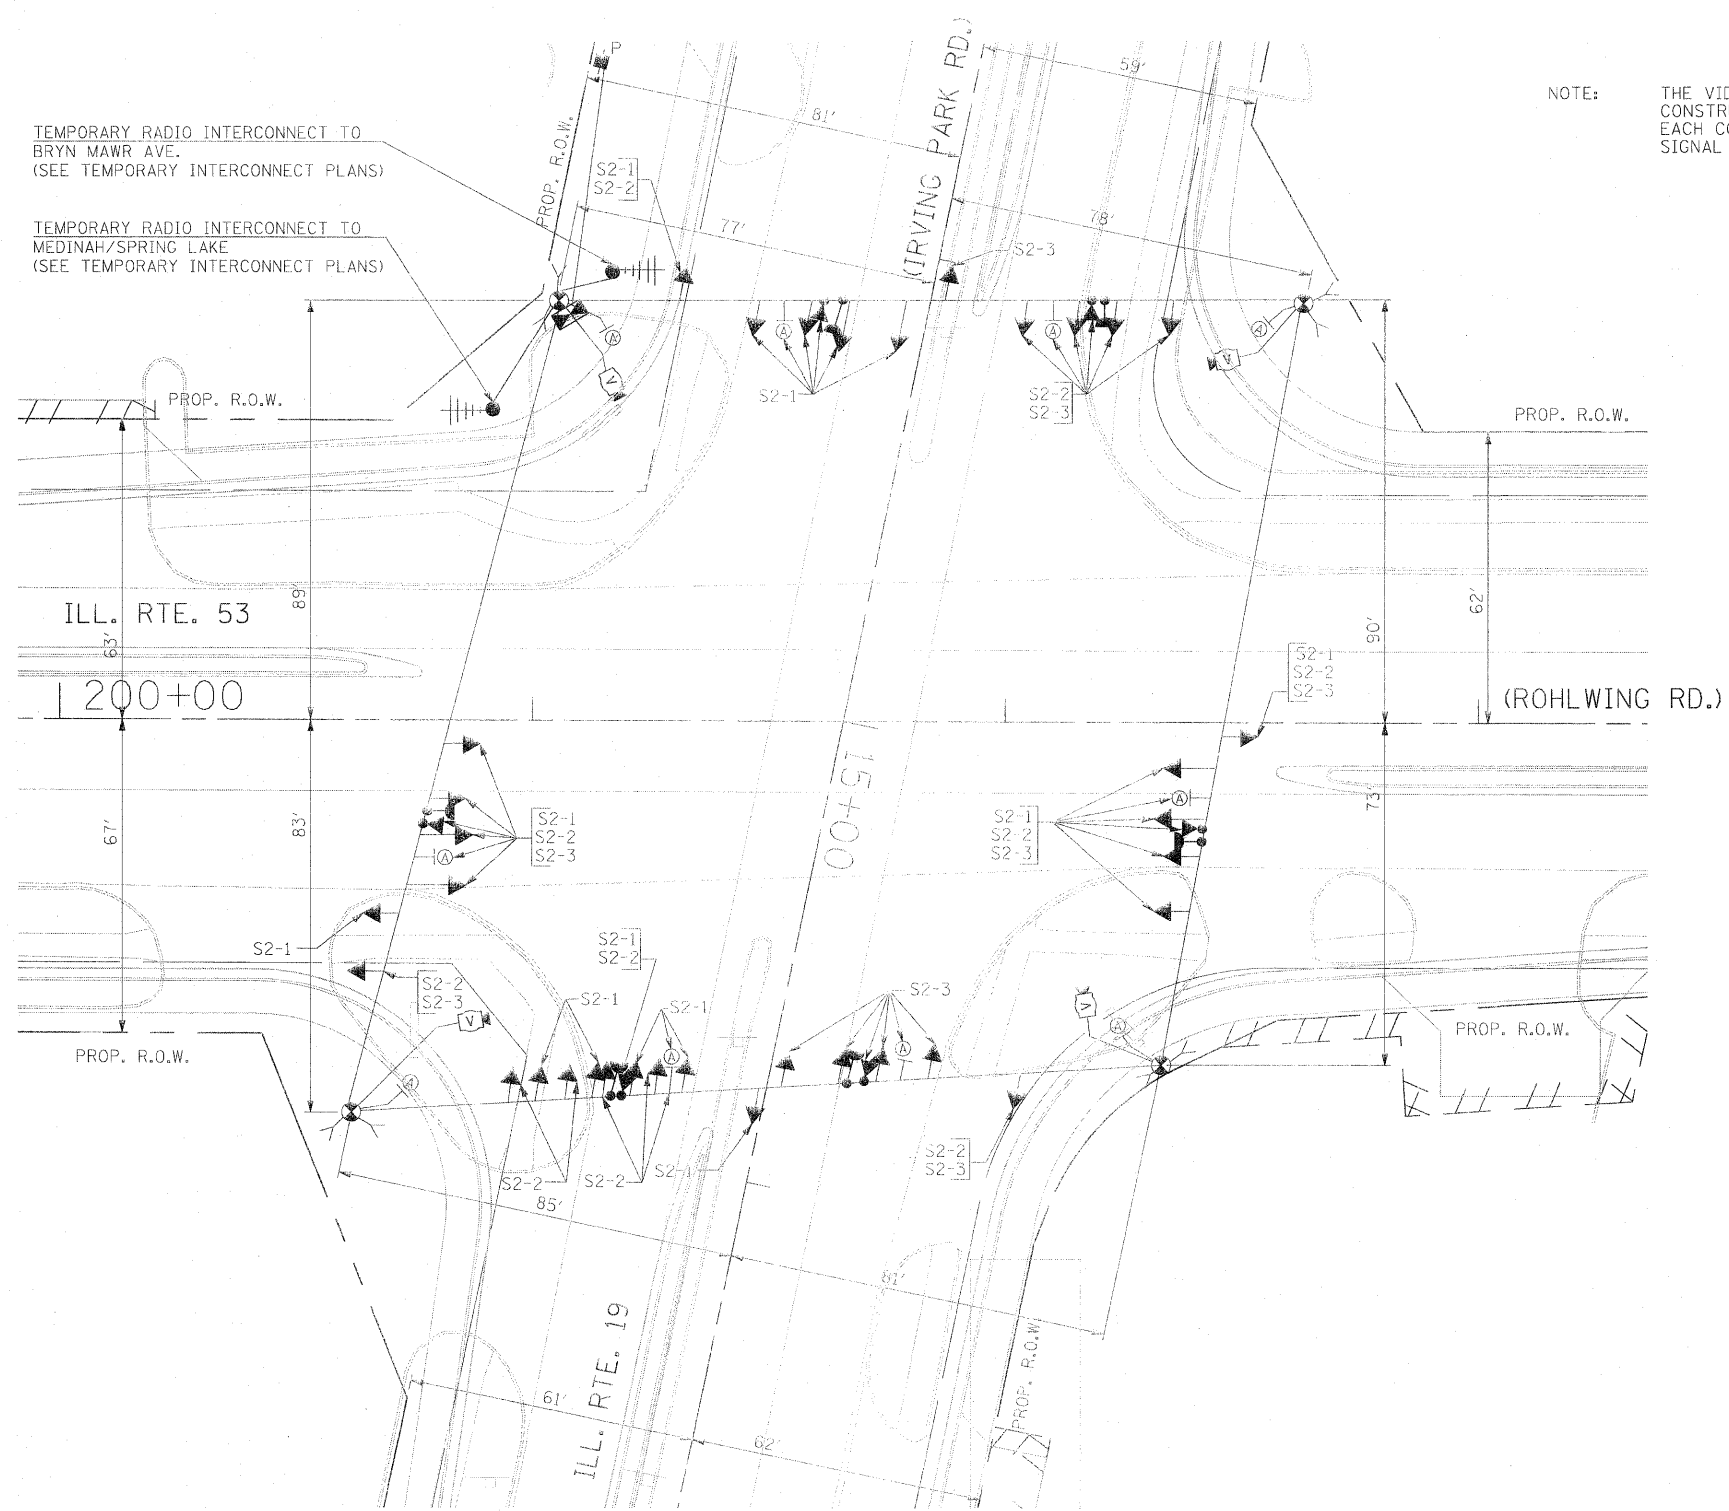 P
59'
NOTE:
THE VID
CONSTR
EACH CO
SIGNAL
81'
(IRVING PARK RD.)
TEMPORARY RADIO INTERCONNECT TO
BRYN MAWR AVE.
(SEE TEMPORARY INTERCONNECT PLANS)
PROP. R.O.W.
S2-1
S2-2
77'
78'
S2-3
TEMPORARY RADIO INTERCONNECT TO
MEDINAH/SPRING LAKE
(SEE TEMPORARY INTERCONNECT PLANS)
A
A
A
A
V
V
S2-1
S2-2
S2-3
PROP. R.O.W.
PROP. R.O.W.
ILL. RTE. 53
63'
89'
90'
62'
200+00
S2-1
S2-2
S2-3
(ROHLWING RD.)
15+00
67'
83'
73'
A
S2-1
S2-2
S2-3
S2-1
S2-2
S2-3
A
S2-1
S2-2
S2-3
S2-1
S2-2
S2-1
S2-1
S2-3
V
V
A
A
A
A
PROP. R.O.W.
PROP. R.O.W.
S2-2
S2-2
S2-1
S2-2
S2-3
85'
81'
ILL. RTE. 19
PROP. R.O.W.
61'
62'